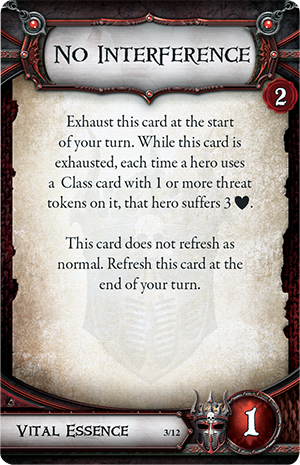 No Interference
2
Exhaust this card at the start
of your turn. While this card is
exhausted, each time a hero uses
a Class card with 1 or more threat
tokens on it, that hero suffers 3 ♥.
This card does not refresh as
normal. Refresh this card at the
end of your turn.
Vital Essence
3/12
1